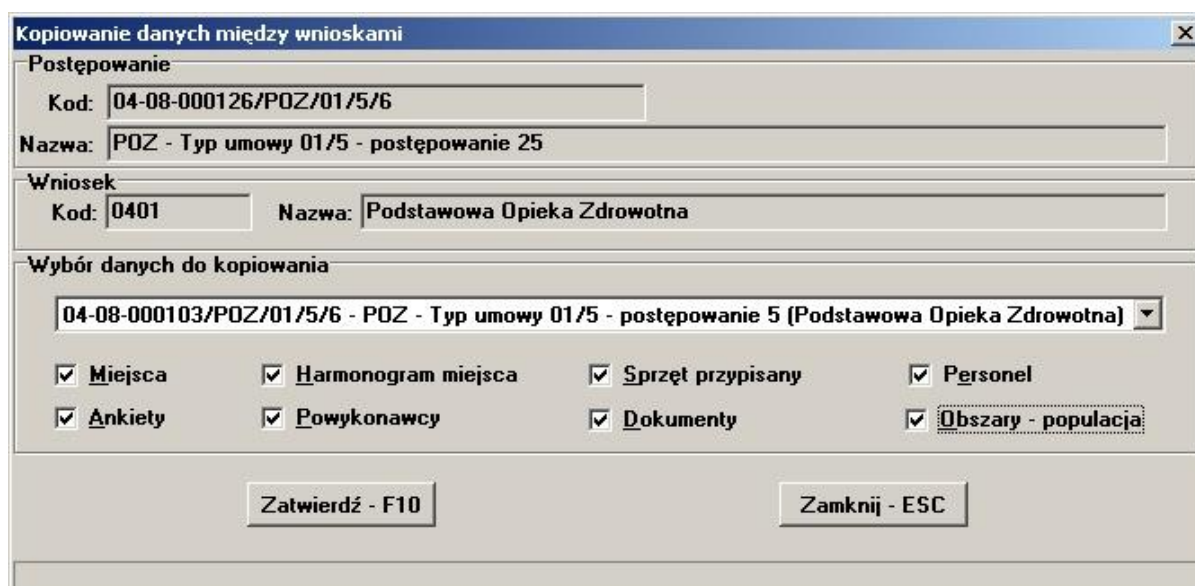 Kopiowanie danych między wnioskami
Postępowanie
Kod: 04-08-000126/POZ/01/5/6
Nazwa: POZ - Typ umowy 01/5 - postępowanie 25
Wniosek
Kod: 0401 Nazwa: Podstawowa Opieka Zdrowotna
Wybór danych do kopiowania
04-08-000103/POZ/01/5/6 - POZ - Typ umowy 01/5 - postępowanie 5 (Podstawowa Opieka Zdrowotna)
Miejsca Harmonogram miejsca Sprzęt przypisany Personel
Ankiety Powykonawcy Dokumenty Obszary - populacja
Zatwierdź - F10 Zamknij - ESC